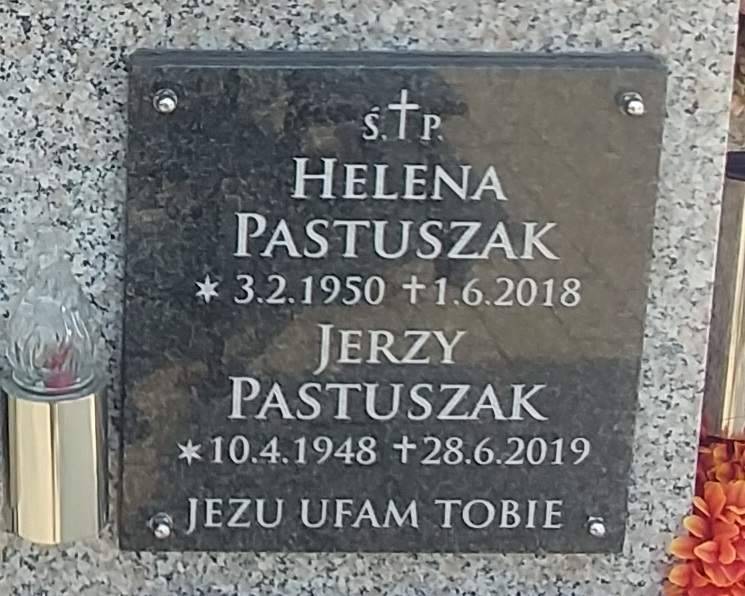 Ś.†P.
HELENA
PASTUSZAK
* 3.2.1950 †1.6.2018
JERZY
PASTUSZAK
*10.4.1948 †28.6.2019
JEZU UFAM TOBIE